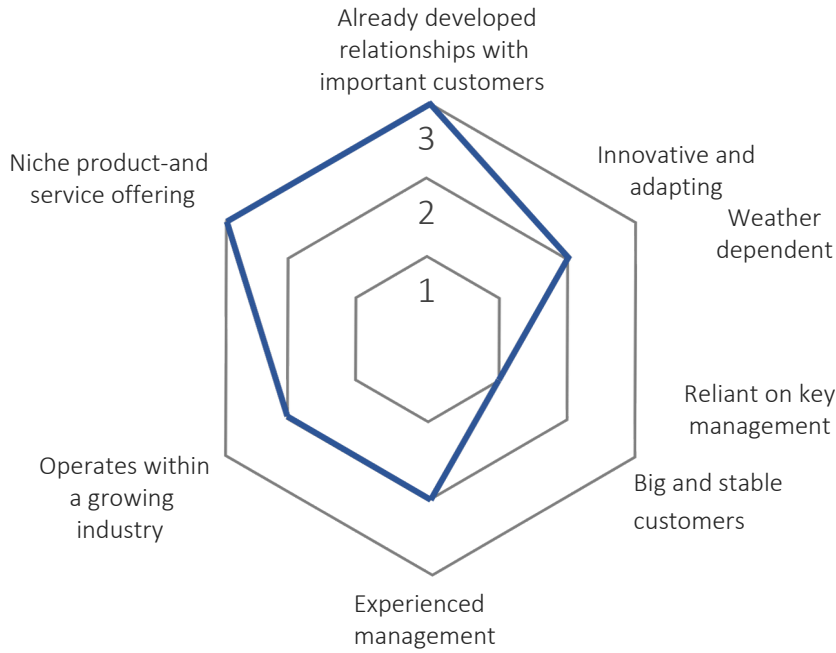 Already developed
relationships with
important customers
3
Niche product-and
service offering
Innovative and
adapting
2
Weather
dependent
1
Reliant on key
management
Operates within
a growing
industry
Big and stable
customers
Experienced
management